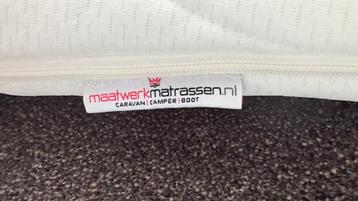 maatwerkmatrassen.nl
CARAVAN | CAMPER | BOOT